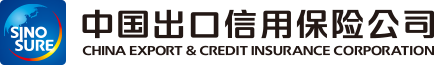 SINO
SURE
中国出口信用保险公司
CHINA EXPORT & CREDIT INSURANCE CORPORATION